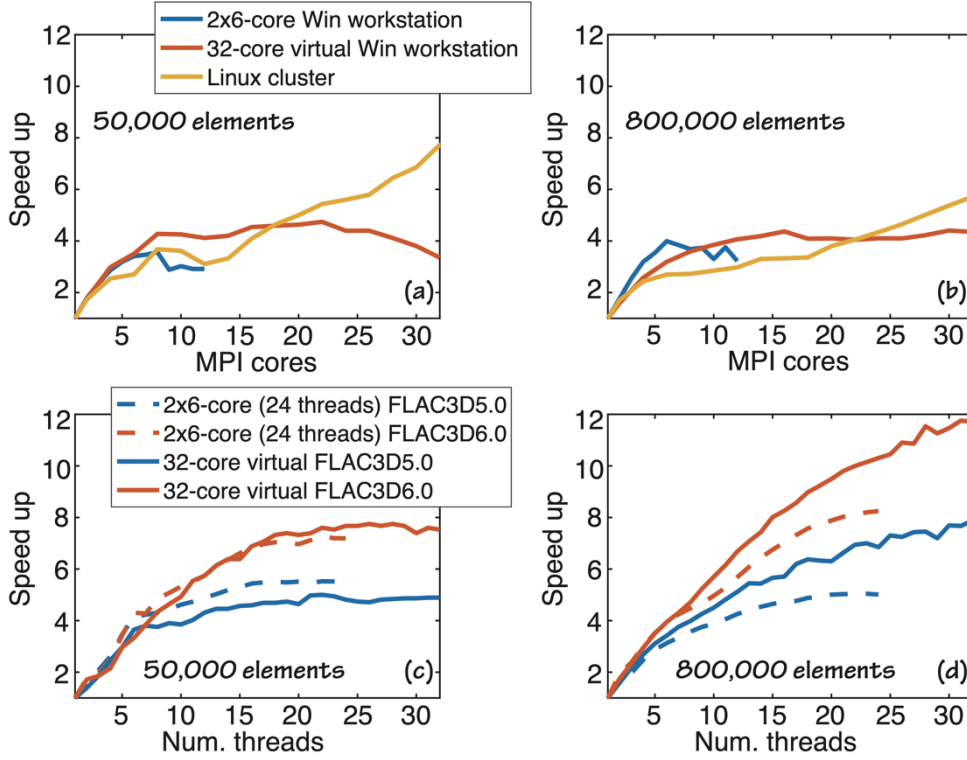 2x6-core Win workstation
32-core virtual Win workstation
Linux cluster
12
10
8
6
4
2
Speed up
50,000 elements
(a)
5 10 15 20 25 30
MPI cores
12
10
8
6
4
2
Speed up
800,000 elements
(b)
5 10 15 20 25 30
MPI cores
2x6-core (24 threads) FLAC3D5.0
2x6-core (24 threads) FLAC3D6.0
32-core virtual FLAC3D5.0
32-core virtual FLAC3D6.0
12
10
8
6
4
2
Speed up
50,000 elements
(c)
5 10 15 20 25 30
Num. threads
12
10
8
6
4
2
Speed up
800,000 elements
(d)
5 10 15 20 25 30
Num. threads